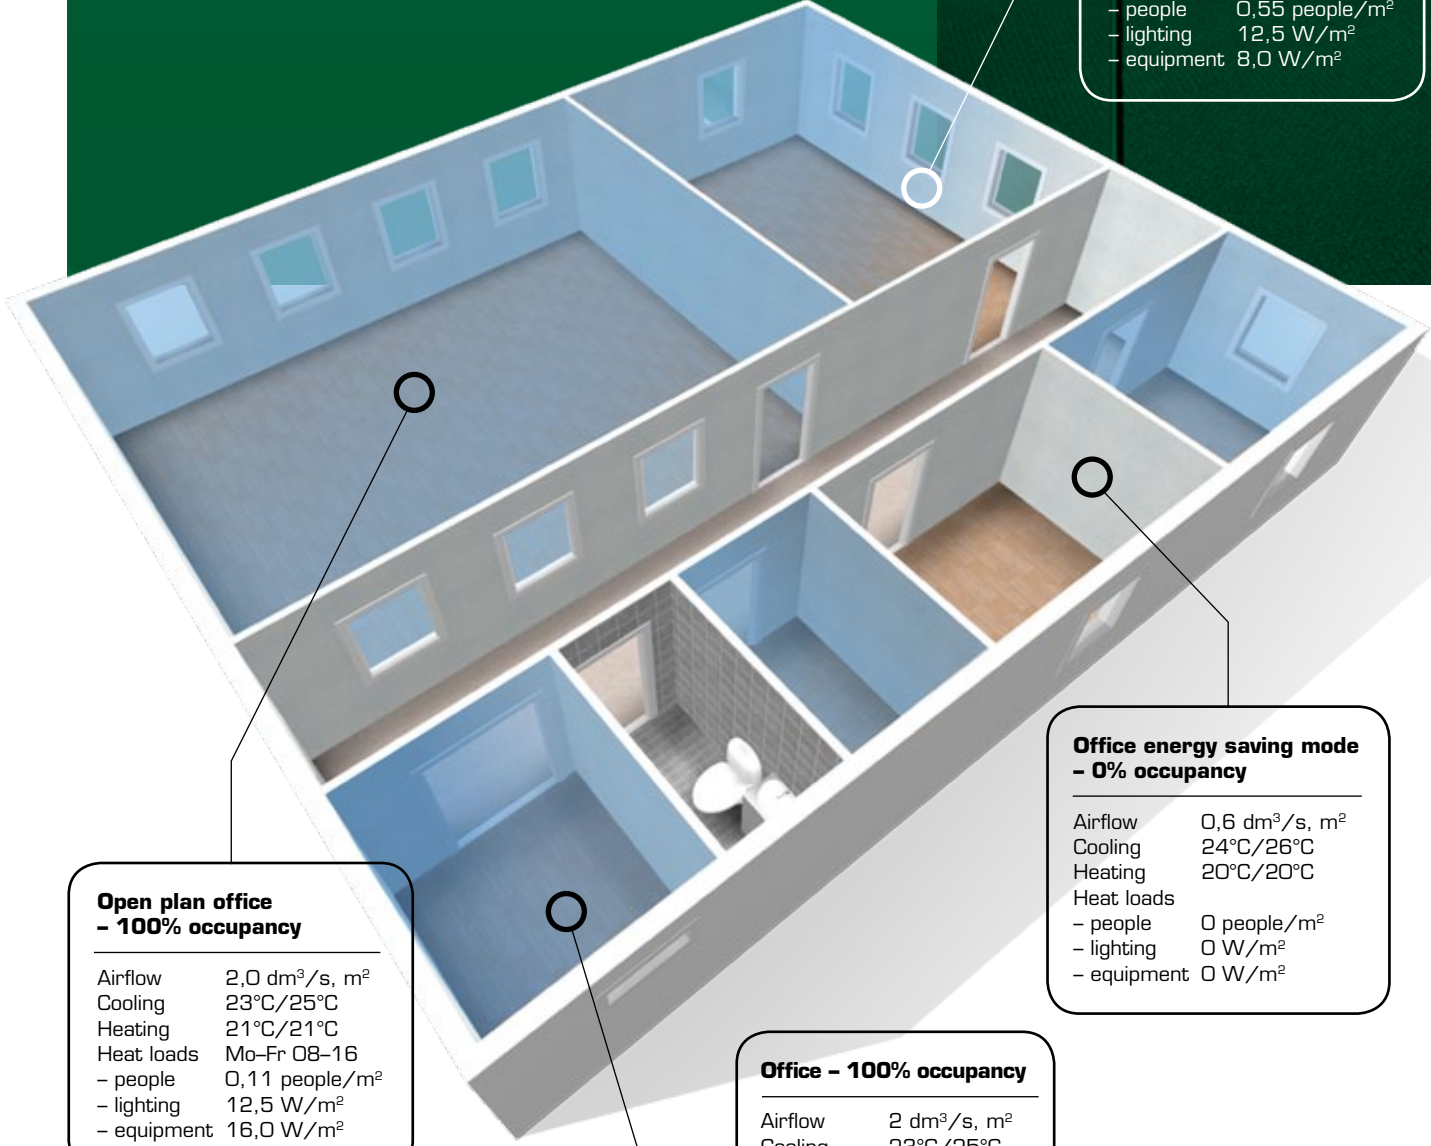 – people 0,55 people/m²
– lighting 12,5 W/m²
– equipment 8,0 W/m²
Office energy saving mode
– 0% occupancy
Airflow 0,6 dm³/s, m²
Cooling 24°C/26°C
Heating 20°C/20°C
Heat loads
– people 0 people/m²
– lighting 0 W/m²
– equipment 0 W/m²
Open plan office
– 100% occupancy
Airflow 2,0 dm³/s, m²
Cooling 23°C/25°C
Heating 21°C/21°C
Heat loads Mo–Fr 08–16
– people 0,11 people/m²
– lighting 12,5 W/m²
– equipment 16,0 W/m²
Office – 100% occupancy
Airflow 2 dm³/s, m²
Cooling 23°C/25°C